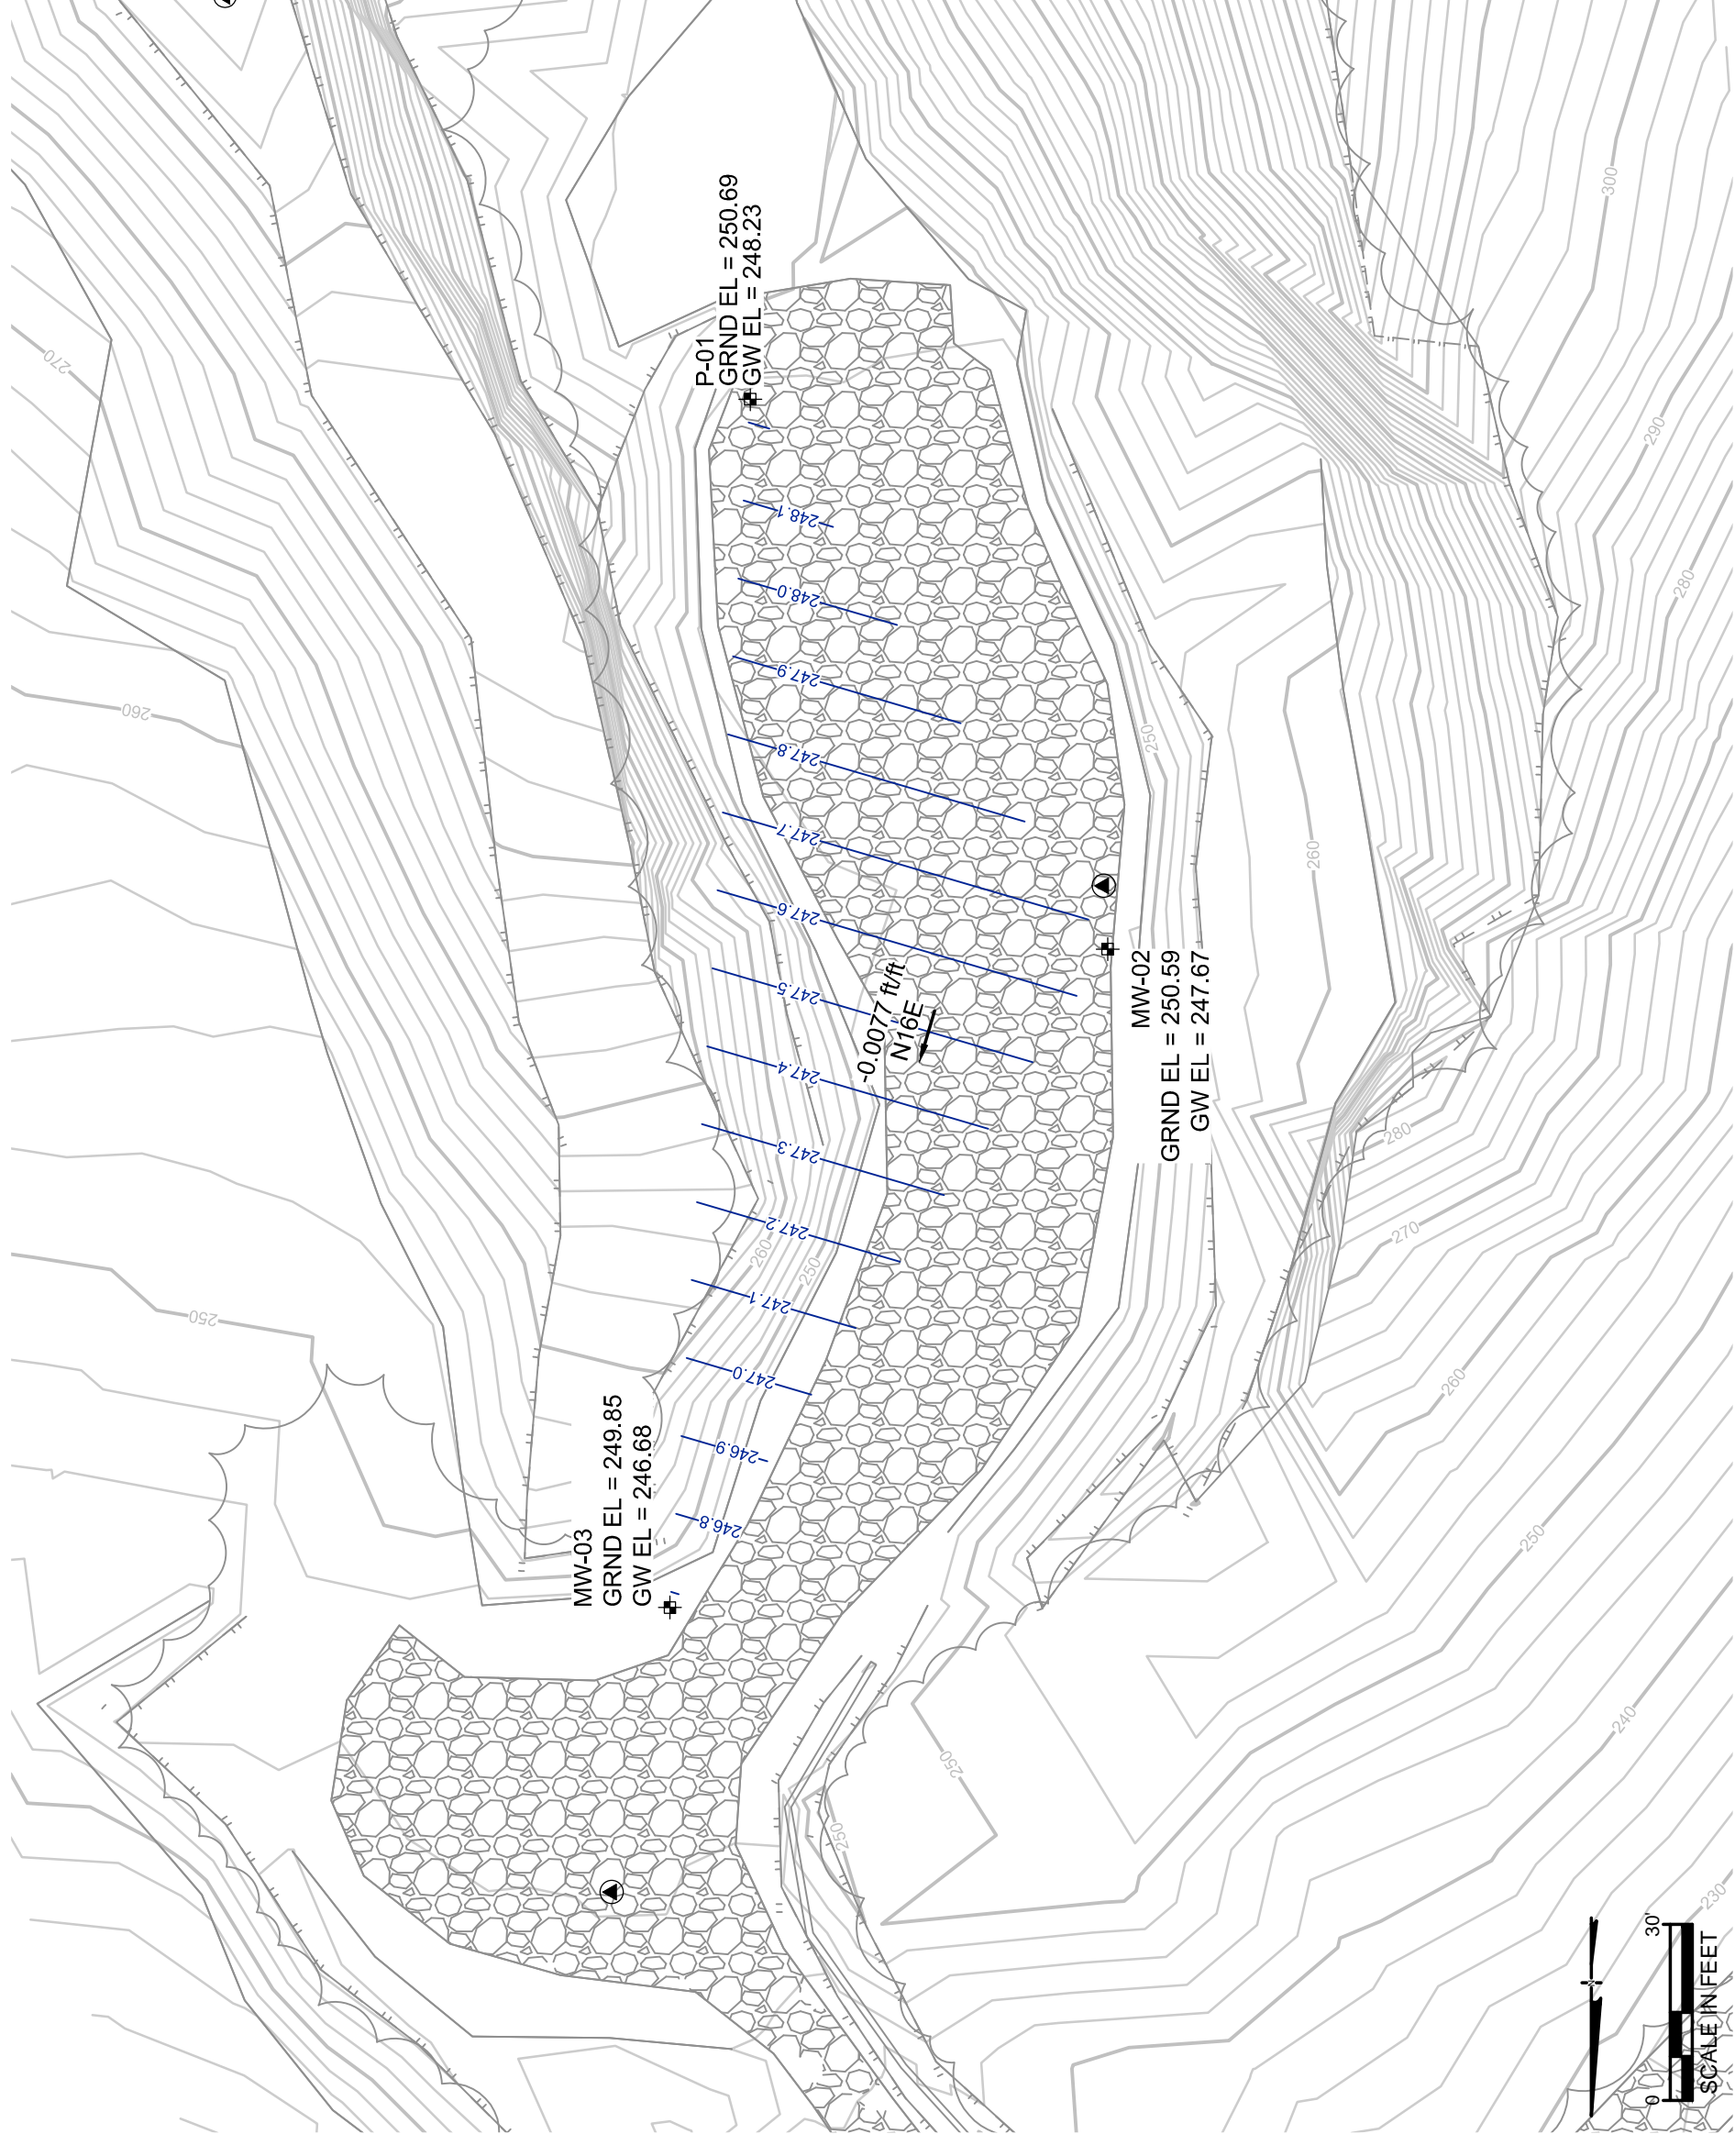 P-01
GRND EL = 250.69
GW EL = 248.23
248.1
248.0
247.9
247.8
247.7
247.6
247.5
247.4
247.3
247.2
247.1
247.0
246.9
246.8
-0.0077 ft/ft
N16E
MW-02
GRND EL = 250.59
GW EL = 247.67
MW-03
GRND EL = 249.85
GW EL = 246.68
270
260
250
260
250
250
260
300
290
280
280
270
260
250
240
230
250
250
N
0
30'
SCALE IN FEET